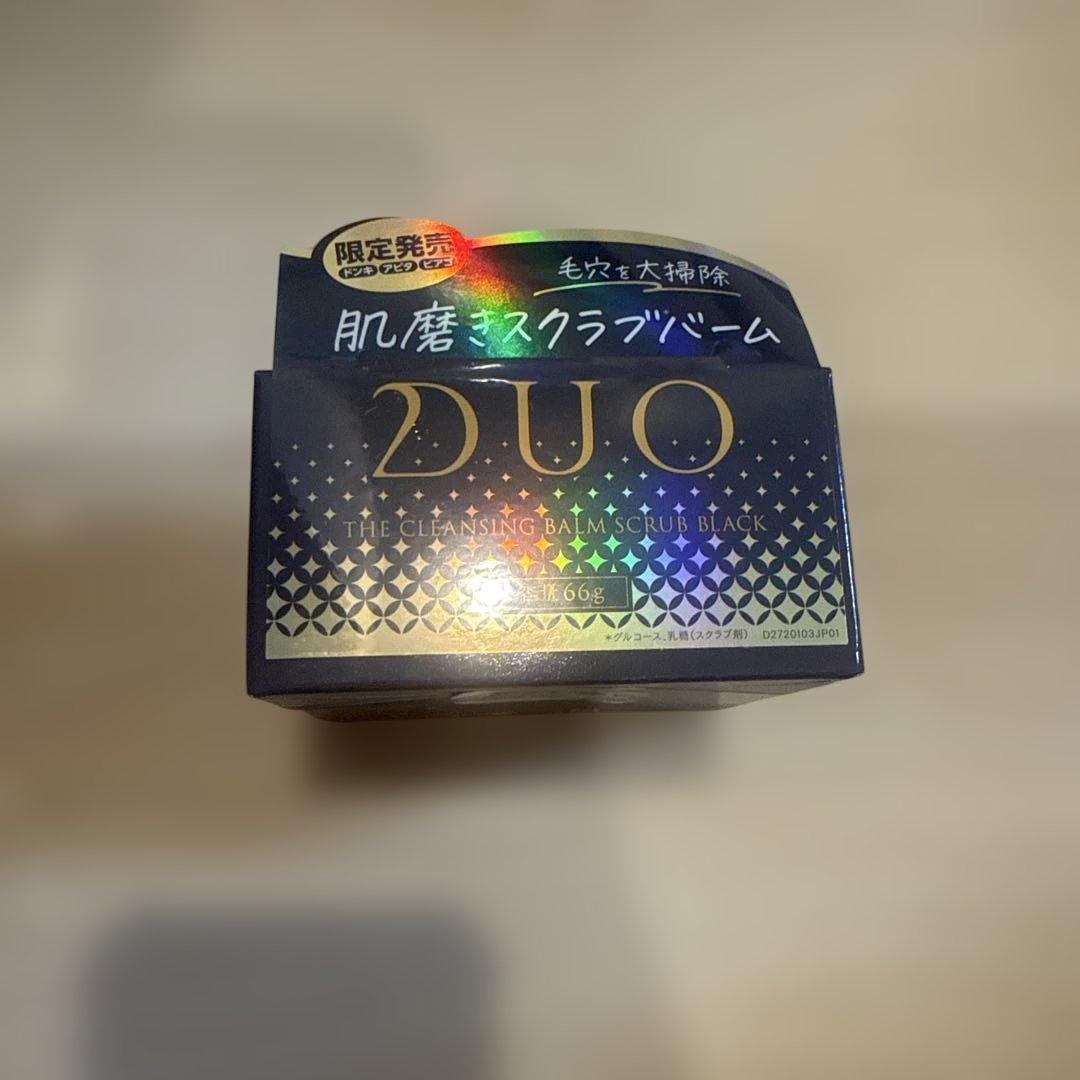 限定発売
ドンキ アピタ ピアゴ
毛穴を大掃除
肌磨きスクラブバーム
DUO
THE CLEANSING BALM SCRUB BLACK
66g
*グルコース、乳糖(スクラブ剤) D2720103JP01